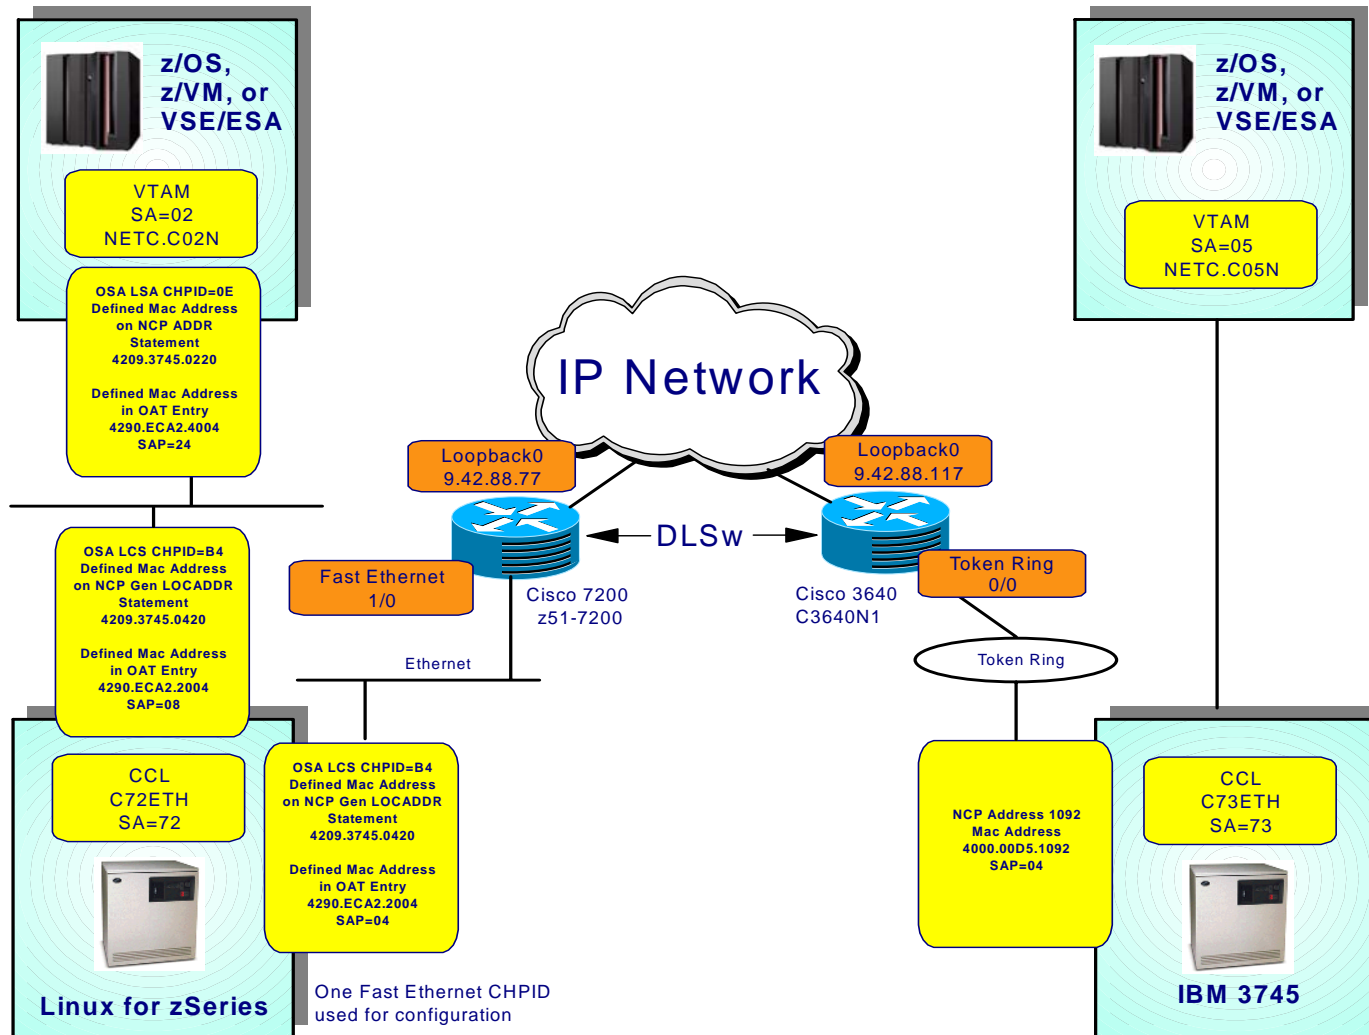 z/OS,
z/VM, or
VSE/ESA
VTAM
SA=02
NETC.C02N
OSA LSA CHPID=0E
Defined Mac Address
on NCP ADDR
Statement
4209.3745.0220
Defined Mac Address
in OAT Entry
4290.ECA2.4004
SAP=24
OSA LCS CHPID=B4
Defined Mac Address
on NCP Gen LOCADDR
Statement
4209.3745.0420
Defined Mac Address
in OAT Entry
4290.ECA2.2004
SAP=08
CCL
C72ETH
SA=72
Linux for zSeries
OSA LCS CHPID=B4
Defined Mac Address
on NCP Gen LOCADDR
Statement
4209.3745.0420
Defined Mac Address
in OAT Entry
4290.ECA2.2004
SAP=04
One Fast Ethernet CHPID
used for configuration
IP Network
Loopback0
9.42.88.77
Loopback0
9.42.88.117
DLSw
Fast Ethernet
1/0
Cisco 7200
z51-7200
Ethernet
Cisco 3640
C3640N1
Token Ring
0/0
Token Ring
z/OS,
z/VM, or
VSE/ESA
VTAM
SA=05
NETC.C05N
NCP Address 1092
Mac Address
4000.00D5.1092
SAP=04
CCL
C73ETH
SA=73
IBM 3745